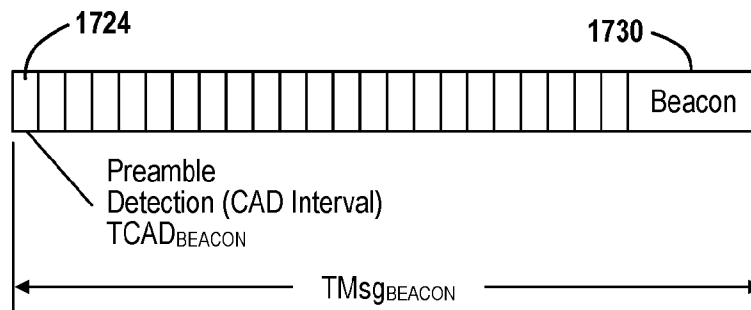 1724
1730
Beacon
Preamble
Detection (CAD Interval)
TCADBEACON
TMsgBEACON